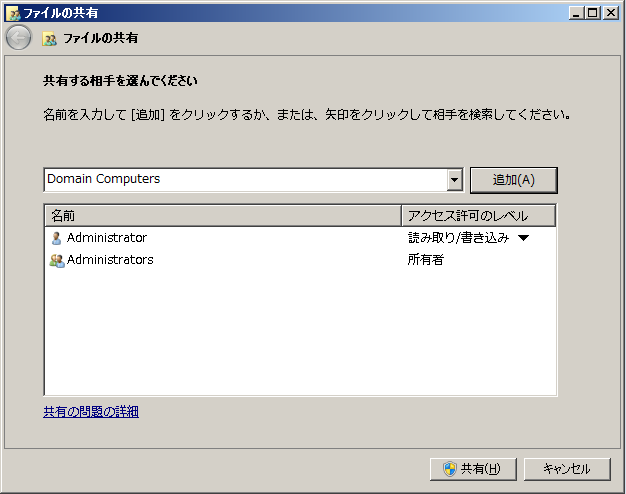 ファイルの共有
ファイルの共有
共有する相手を選んでください
名前を入力して [追加] をクリックするか、または、矢印をクリックして相手を検索してください。
Domain Computers 追加(A)
名前 アクセス許可のレベル
Administrator 読み取り/書き込み
Administrators 所有者
共有の問題の詳細
共有(H) キャンセル